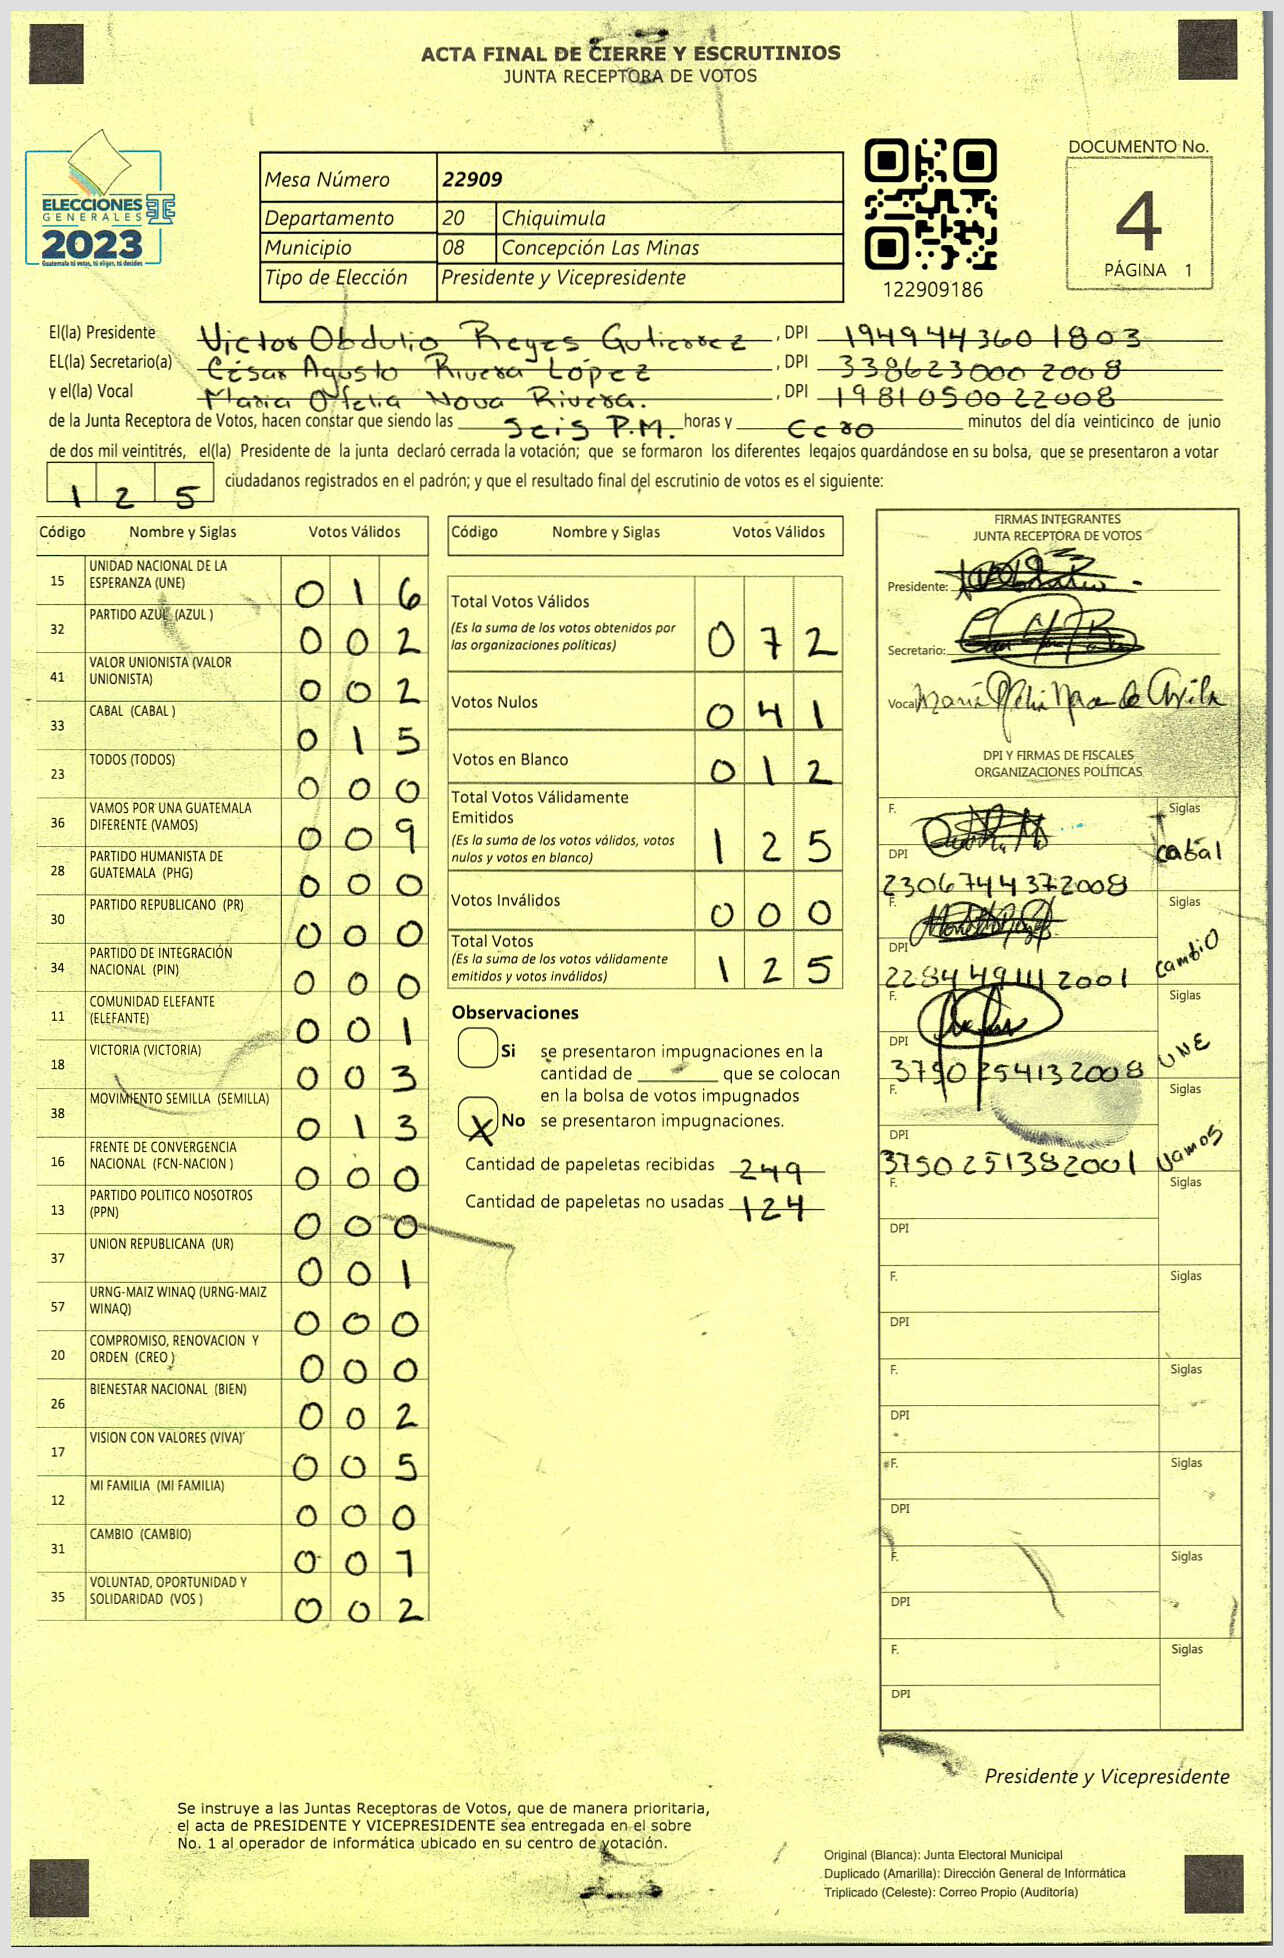 ACTA FINAL DE CIERRE Y ESCRUTINIOS
JUNTA RECEPTORA DE VOTOS
ELECCIONES
GENERALES
2023
Guatemala tú votas, tú eliges, tú decides
Mesa Número 22909
Departamento 20 Chiquimula
Municipio 08 Concepción Las Minas
Tipo de Elección Presidente y Vicepresidente
122909186
DOCUMENTO No.
4
PÁGINA 1
El(la) Presidente Victor Obdulio Reyes Gutierrez, DPI 1949443601803
EL(la) Secretario(a) César Agusto Rivera López, DPI 3386230002008
y el(la) Vocal Maria Ofelia Nova Rivera., DPI 1981050022008
de la Junta Receptora de Votos, hacen constar que siendo las Seis P.M. horas y Cero minutos del día veinticinco de junio
de dos mil veintitrés, el(la) Presidente de la junta declaró cerrada la votación; que se formaron los diferentes legajos guardándose en su bolsa, que se presentaron a votar
1 2 5 ciudadanos registrados en el padrón; y que el resultado final del escrutinio de votos es el siguiente:
Código Nombre y Siglas Votos Válidos
15 UNIDAD NACIONAL DE LA
ESPERANZA (UNE) 0 1 6
32 PARTIDO AZUL (AZUL ) 0 0 2
41 VALOR UNIONISTA (VALOR
UNIONISTA) 0 0 2
33 CABAL (CABAL ) 0 1 5
23 TODOS (TODOS) 0 0 0
36 VAMOS POR UNA GUATEMALA
DIFERENTE (VAMOS) 0 0 9
28 PARTIDO HUMANISTA DE
GUATEMALA (PHG) 0 0 0
30 PARTIDO REPUBLICANO (PR) 0 0 0
34 PARTIDO DE INTEGRACIÓN
NACIONAL (PIN) 0 0 0
11 COMUNIDAD ELEFANTE
(ELEFANTE) 0 0 1
18 VICTORIA (VICTORIA) 0 0 3
38 MOVIMIENTO SEMILLA (SEMILLA) 0 1 3
16 FRENTE DE CONVERGENCIA
NACIONAL (FCN-NACION ) 0 0 0
13 PARTIDO POLITICO NOSOTROS
(PPN) 0 0 0
37 UNION REPUBLICANA (UR) 0 0 1
57 URNG-MAIZ WINAQ (URNG-MAIZ
WINAQ) 0 0 0
20 COMPROMISO, RENOVACION Y
ORDEN (CREO ) 0 0 0
26 BIENESTAR NACIONAL (BIEN) 0 0 2
17 VISION CON VALORES (VIVA) 0 0 5
12 MI FAMILIA (MI FAMILIA) 0 0 0
31 CAMBIO (CAMBIO) 0 0 1
35 VOLUNTAD, OPORTUNIDAD Y
SOLIDARIDAD (VOS ) 0 0 2
Código Nombre y Siglas Votos Válidos
Total Votos Válidos
(Es la suma de los votos obtenidos por
las organizaciones políticas) 0 7 2
Votos Nulos 0 4 1
Votos en Blanco 0 1 2
Total Votos Válidamente
Emitidos
(Es la suma de los votos válidos, votos
nulos y votos en blanco) 1 2 5
Votos Inválidos 0 0 0
Total Votos
(Es la suma de los votos válidamente
emitidos y votos inválidos) 1 2 5
Observaciones
Si se presentaron impugnaciones en la
cantidad de ________ que se colocan
en la bolsa de votos impugnados
X No se presentaron impugnaciones.
Cantidad de papeletas recibidas 249
Cantidad de papeletas no usadas 124
FIRMAS INTEGRANTES
JUNTA RECEPTORA DE VOTOS
Presidente:
Secretario:
Vocal
DPI Y FIRMAS DE FISCALES
ORGANIZACIONES POLÍTICAS
F. Siglas
cabal
DPI
2306744372008
F. Siglas
cambio
DPI
2284491112001
F. Siglas
UNE
DPI
3750254132008
F. Siglas
vamos
DPI
3750251382001
F. Siglas
DPI
F. Siglas
DPI
F. Siglas
DPI
F. Siglas
DPI
F. Siglas
DPI
F. Siglas
DPI
Presidente y Vicepresidente
Se instruye a las Juntas Receptoras de Votos, que de manera prioritaria,
el acta de PRESIDENTE Y VICEPRESIDENTE sea entregada en el sobre
No. 1 al operador de informática ubicado en su centro de votación.
Original (Blanca): Junta Electoral Municipal
Duplicado (Amarilla): Dirección General de Informática
Triplicado (Celeste): Correo Propio (Auditoría)